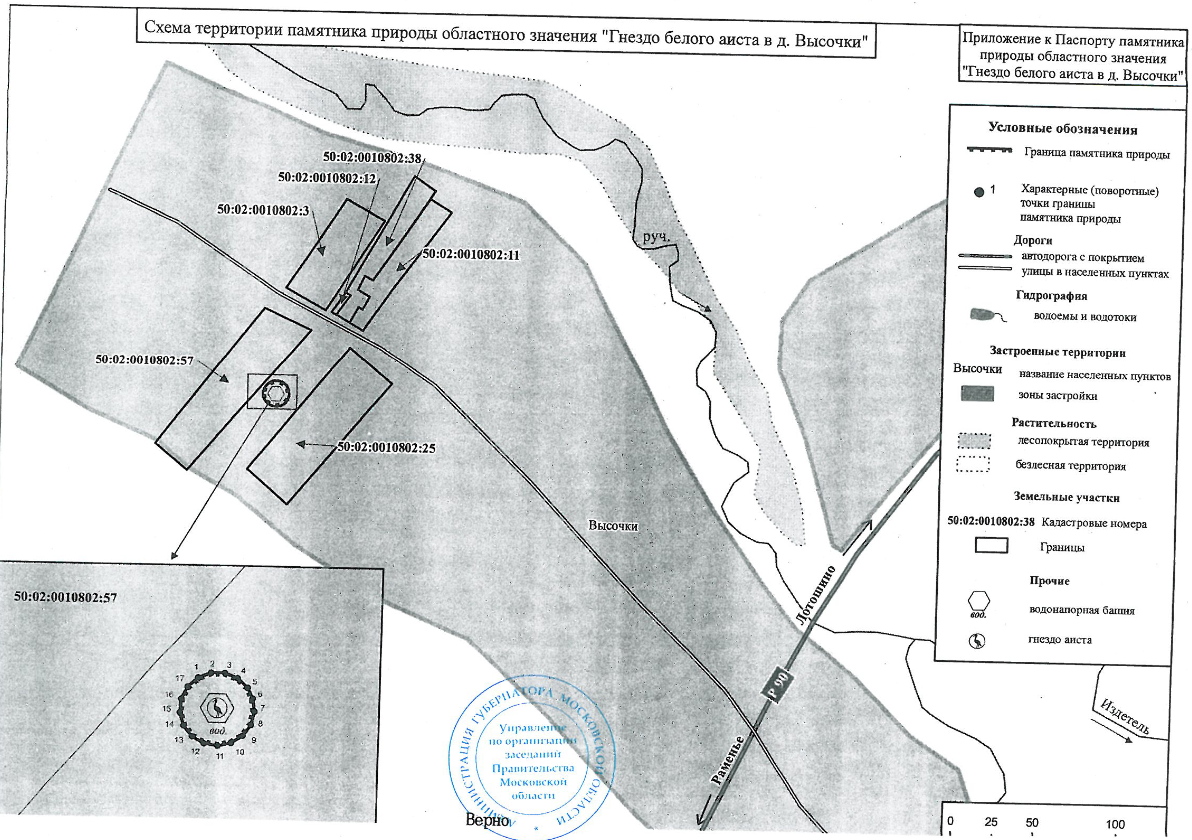 Схема территории памятника природы областного значения "Гнездо белого аиста в д. Высочки"
Приложение к Паспорту памятника
природы областного значения
"Гнездо белого аиста в д. Высочки"
50:02:0010802:38
50:02:0010802:12
50:02:0010802:3
50:02:0010802:11
50:02:0010802:57
50:02:0010802:25
руч.
Высочки
Лотошино
Р 90
Раменье
Издетель
50:02:0010802:57
1
2
3
4
5
6
7
8
9
10
11
12
13
14
15
16
17
вод.
АДМИНИСТРАЦИЯ ГУБЕРНАТОРА МОСКОВСКОЙ ОБЛАСТИ
Управление
по организации
заседаний
Правительства
Московской
области
Верно
Условные обозначения
Граница памятника природы
1
Характерные (поворотные)
точки границы
памятника природы
Дороги
автодорога с покрытием
улицы в населенных пунктах
Гидрография
водоемы и водотоки
Застроенные территории
Высочки название населенных пунктов
зоны застройки
Растительность
лесопокрытая территория
безлесная территория
Земельные участки
50:02:0010802:38 Кадастровые номера
Границы
Прочие
вод.
водонапорная башня
гнездо аиста
0 25 50 100